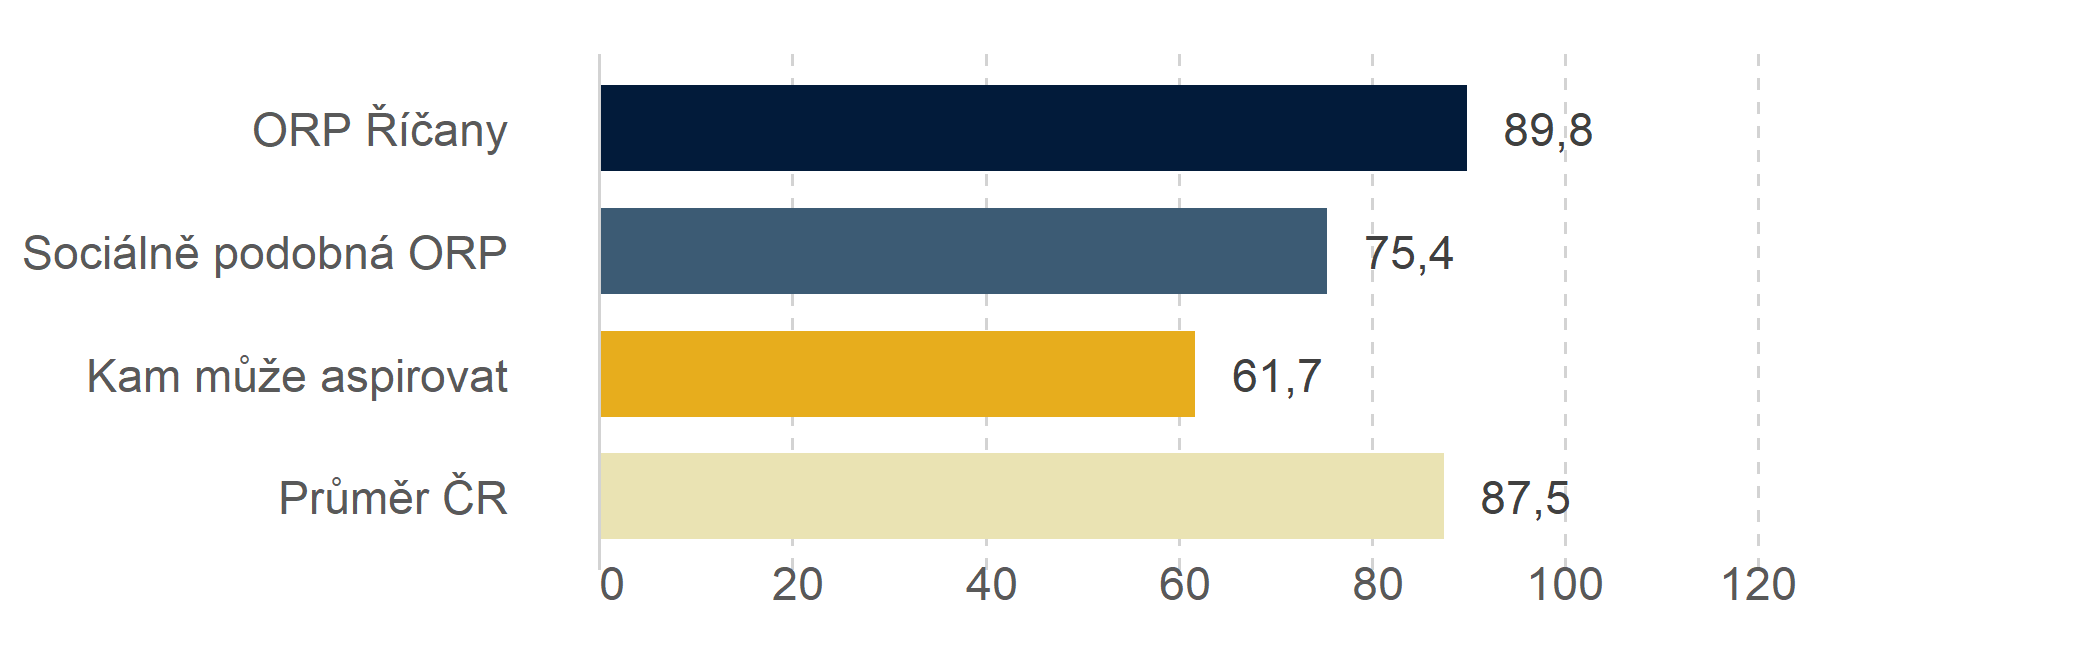 ORP Říčany
89,8
Sociálně podobná ORP
75,4
Kam může aspirovat
61,7
Průměr ČR
87,5
0 20 40 60 80 100 120